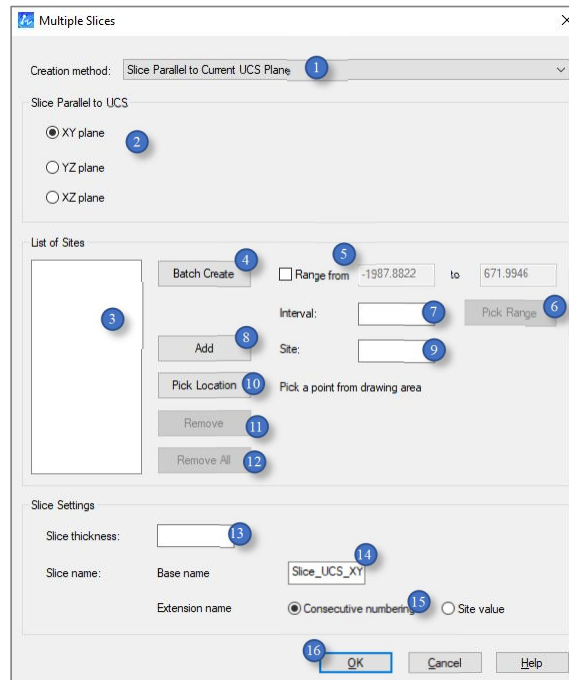 Multiple Slices
Creation method: Slice Parallel to Current UCS Plane 1
Slice Parallel to UCS
XY plane 2
YZ plane
XZ plane
List of Sites
3
Batch Create 4 Range from 5 -1987.8822 to 671.9946
Interval: 7 Pick Range 6
Add 8 Site: 9
Pick Location 10 Pick a point from drawing area
Remove 11
Remove All 12
Slice Settings
Slice thickness: 13
Slice name: Base name Slice_UCS_XY 14
Extension name Consecutive numbering 15 Site value
16 OK Cancel Help